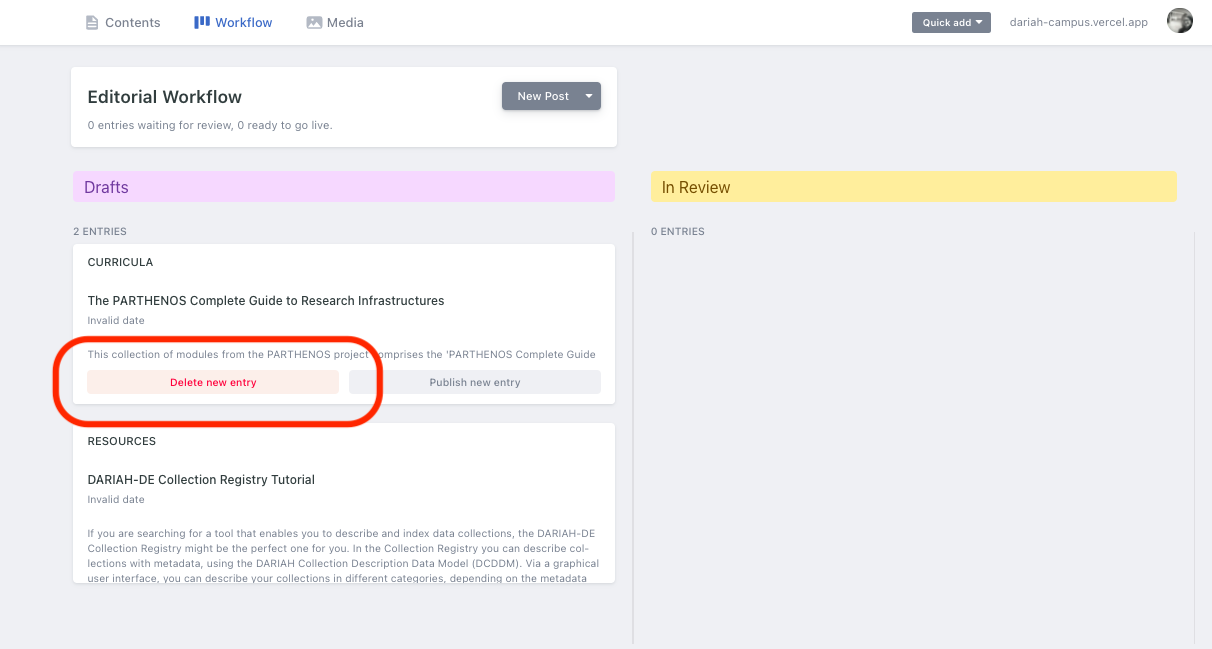 Contents
Workflow
Media
Quick add
dariah-campus.vercel.app
Editorial Workflow
New Post
0 entries waiting for review, 0 ready to go live.
Drafts
In Review
2 ENTRIES
0 ENTRIES
CURRICULA
The PARTHENOS Complete Guide to Research Infrastructures
Invalid date
This collection of modules from the PARTHENOS project comprises the 'PARTHENOS Complete Guide
Delete new entry
Publish new entry
RESOURCES
DARIAH-DE Collection Registry Tutorial
Invalid date
If you are searching for a tool that enables you to describe and index data collections, the DARIAH-DE
Collection Registry might be the perfect one for you. In the Collection Registry you can describe col-
lections with metadata, using the DARIAH Collection Description Data Model (DCDDM). Via a graphical
user interface, you can describe your collections in different categories, depending on the metadata